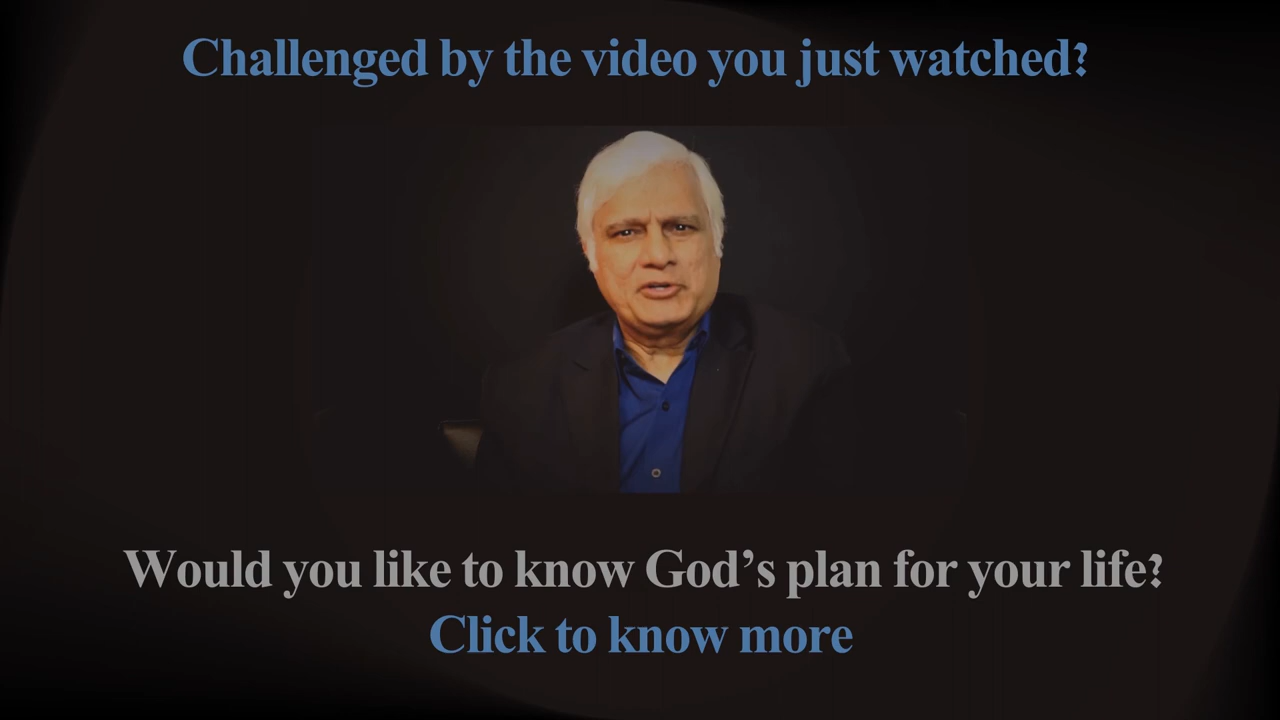 Challenged by the video you just watched?
Would you like to know God’s plan for your life?
Click to know more